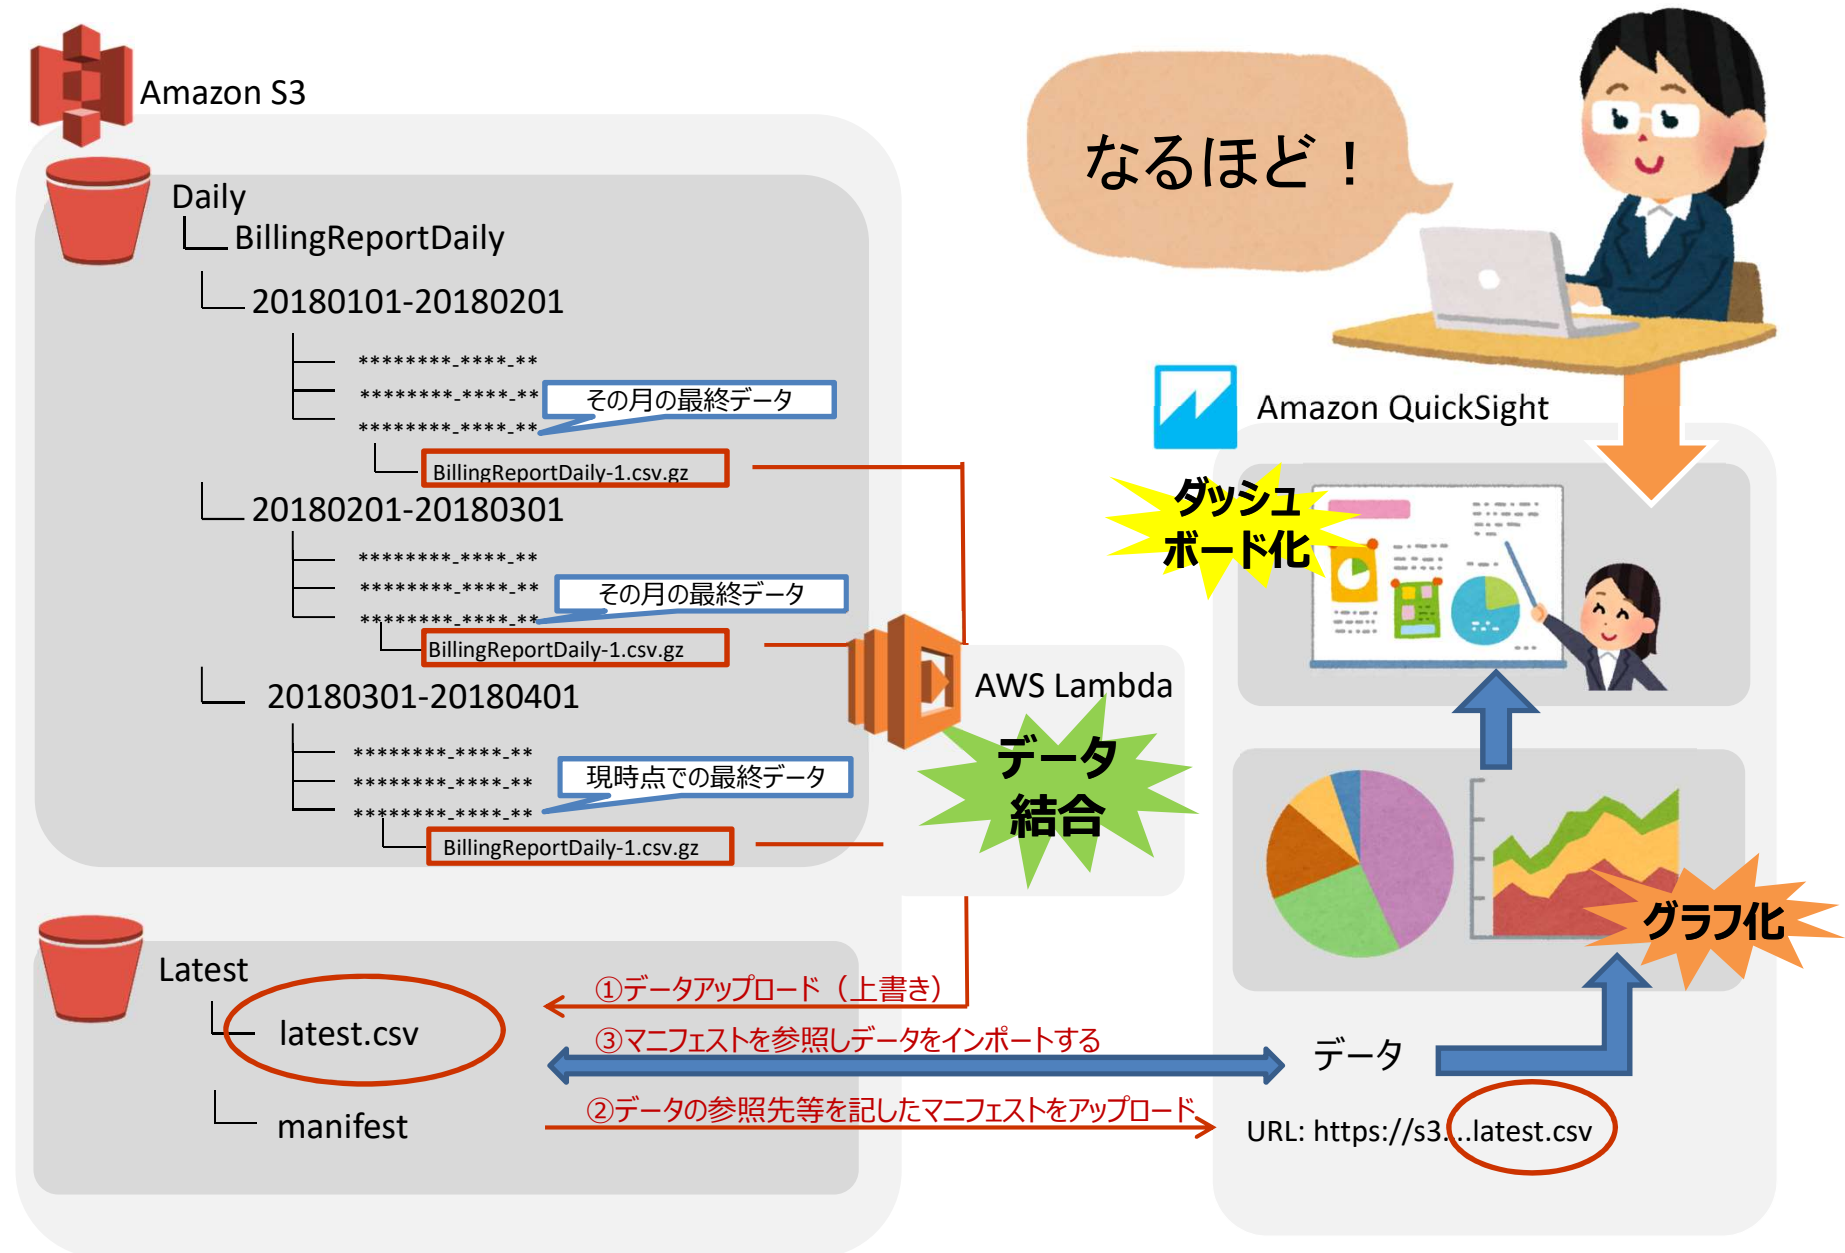 Amazon S3
Daily
BillingReportDaily
20180101-20180201
********-****-**
********-****-**
その月の最終データ
********-****-**
BillingReportDaily-1.csv.gz
20180201-20180301
********-****-**
********-****-**
その月の最終データ
********-****-**
BillingReportDaily-1.csv.gz
20180301-20180401
********-****-**
********-****-**
現時点での最終データ
********-****-**
BillingReportDaily-1.csv.gz
AWS Lambda
データ
結合
Latest
latest.csv
manifest
①データアップロード（上書き）
③マニフェストを参照しデータをインポートする
②データの参照先等を記したマニフェストをアップロード
なるほど！
Amazon QuickSight
ダッシュ
ボード化
グラフ化
データ
URL: https://s3....latest.csv